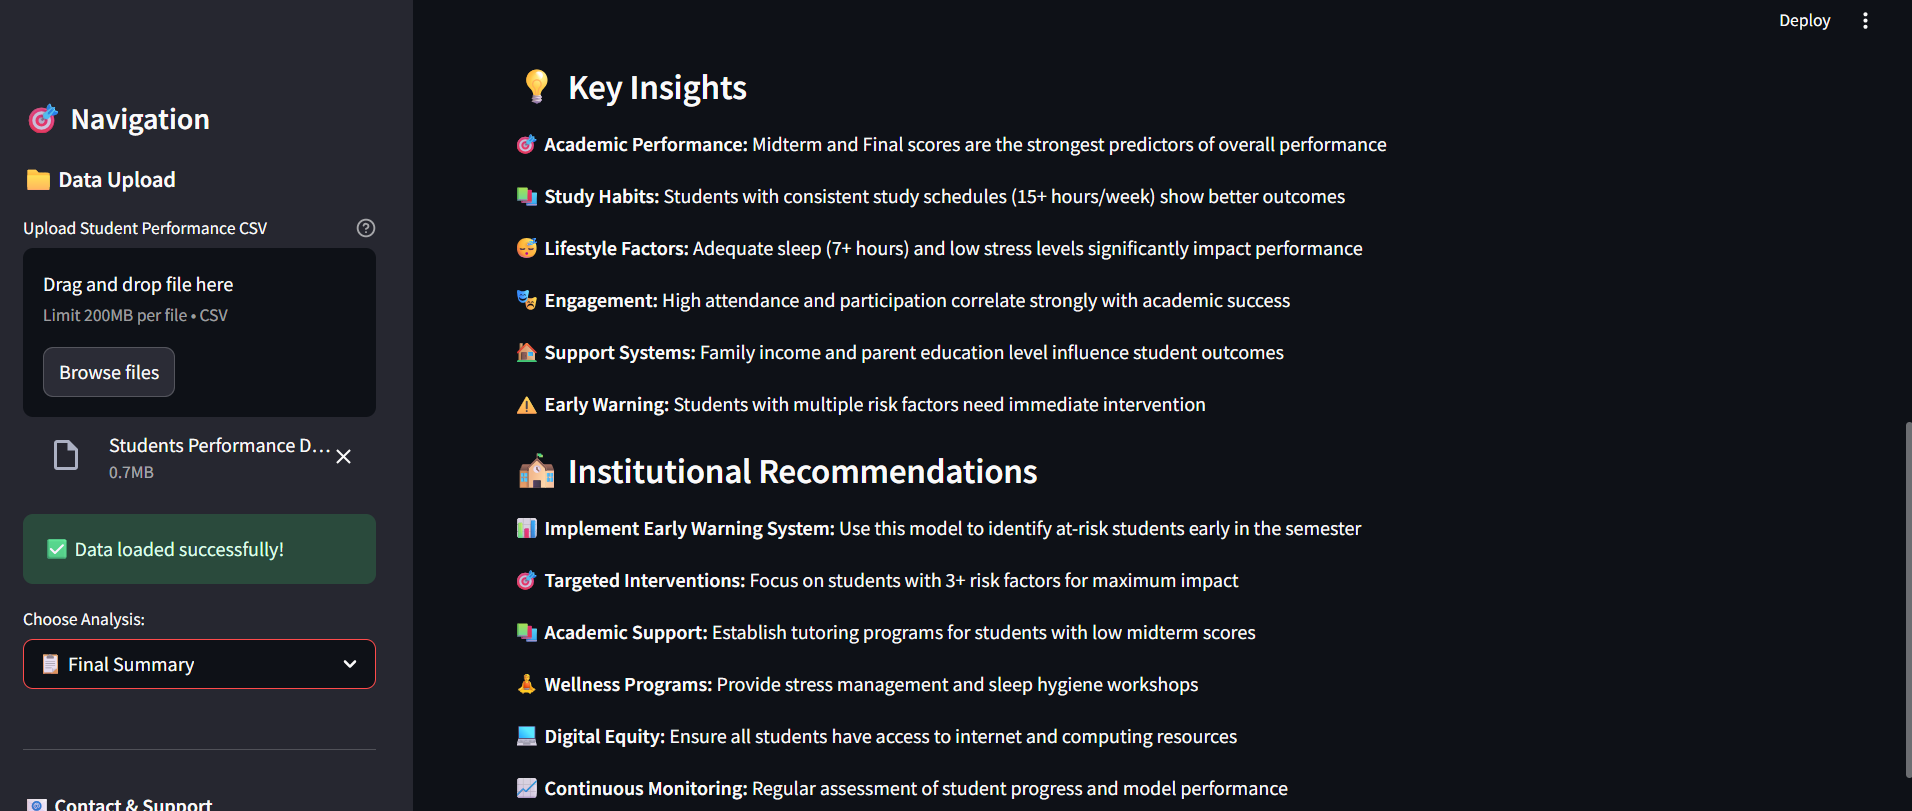 Deploy
Navigation
Data Upload
Upload Student Performance CSV
Drag and drop file here
Limit 200MB per file • CSV
Browse files
Students Performance D...
0.7MB
Data loaded successfully!
Choose Analysis:
Final Summary
Contact & Support
Key Insights
Academic Performance: Midterm and Final scores are the strongest predictors of overall performance
Study Habits: Students with consistent study schedules (15+ hours/week) show better outcomes
Lifestyle Factors: Adequate sleep (7+ hours) and low stress levels significantly impact performance
Engagement: High attendance and participation correlate strongly with academic success
Support Systems: Family income and parent education level influence student outcomes
Early Warning: Students with multiple risk factors need immediate intervention
Institutional Recommendations
Implement Early Warning System: Use this model to identify at-risk students early in the semester
Targeted Interventions: Focus on students with 3+ risk factors for maximum impact
Academic Support: Establish tutoring programs for students with low midterm scores
Wellness Programs: Provide stress management and sleep hygiene workshops
Digital Equity: Ensure all students have access to internet and computing resources
Continuous Monitoring: Regular assessment of student progress and model performance